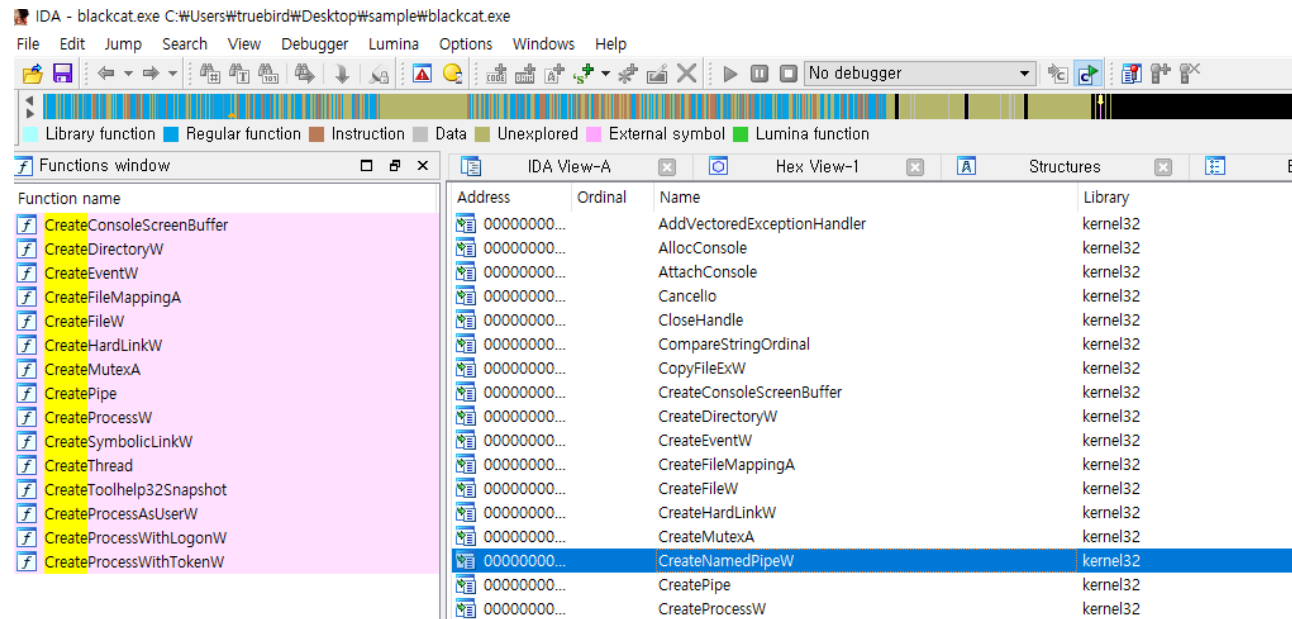 IDA - blackcat.exe C:₩Users₩truebird₩Desktop₩sample₩blackcat.exe
File Edit Jump Search View Debugger Lumina Options Windows Help
No debugger
Library function Regular function Instruction Data Unexplored External symbol Lumina function
Functions window
Function name
CreateConsoleScreenBuffer
CreateDirectoryW
CreateEventW
CreateFileMappingA
CreateFileW
CreateHardLinkW
CreateMutexA
CreatePipe
CreateProcessW
CreateSymbolicLinkW
CreateThread
CreateToolhelp32Snapshot
CreateProcessAsUserW
CreateProcessWithLogonW
CreateProcessWithTokenW
IDA View-A Hex View-1 Structures
Address Ordinal Name Library
00000000... AddVectoredExceptionHandler kernel32
00000000... AllocConsole kernel32
00000000... AttachConsole kernel32
00000000... CancelIo kernel32
00000000... CloseHandle kernel32
00000000... CompareStringOrdinal kernel32
00000000... CopyFileExW kernel32
00000000... CreateConsoleScreenBuffer kernel32
00000000... CreateDirectoryW kernel32
00000000... CreateEventW kernel32
00000000... CreateFileMappingA kernel32
00000000... CreateFileW kernel32
00000000... CreateHardLinkW kernel32
00000000... CreateMutexA kernel32
00000000... CreateNamedPipeW kernel32
00000000... CreatePipe kernel32
00000000... CreateProcessW kernel32